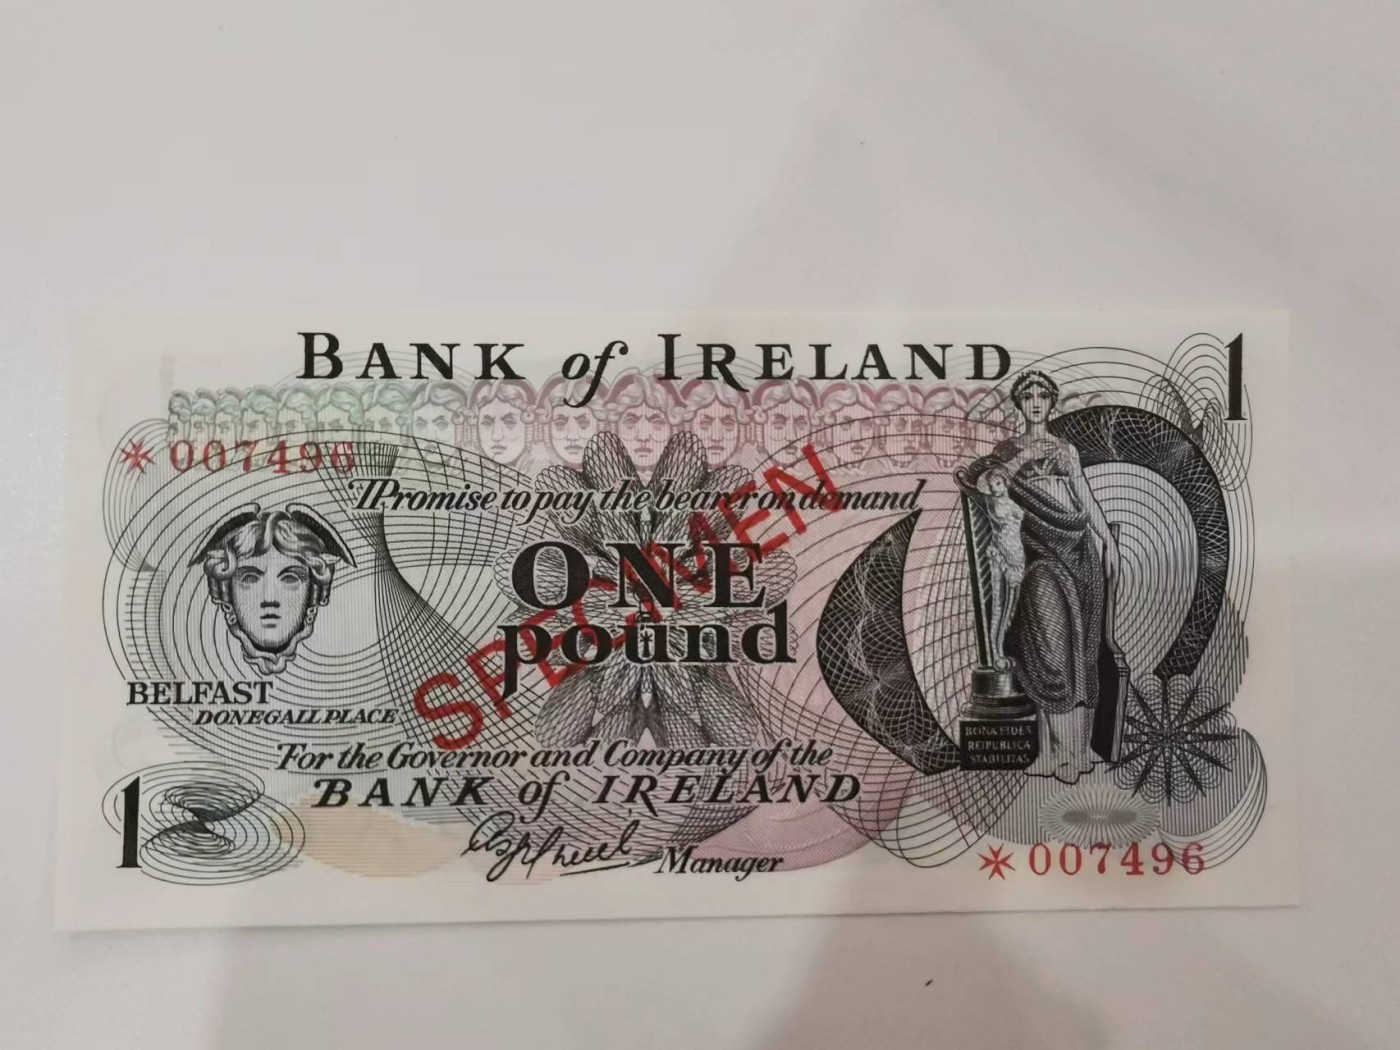 BANK of IRELAND
1
007496
I Promise to pay the bearer on demand
ONE
pound
SPECIMEN
BELFAST
DONEGALL PLACE
For the Governor and Company of the
BANK of IRELAND
1
Manager
BONA FIDES
REIPUBLICÆ
STABILITAS
007496